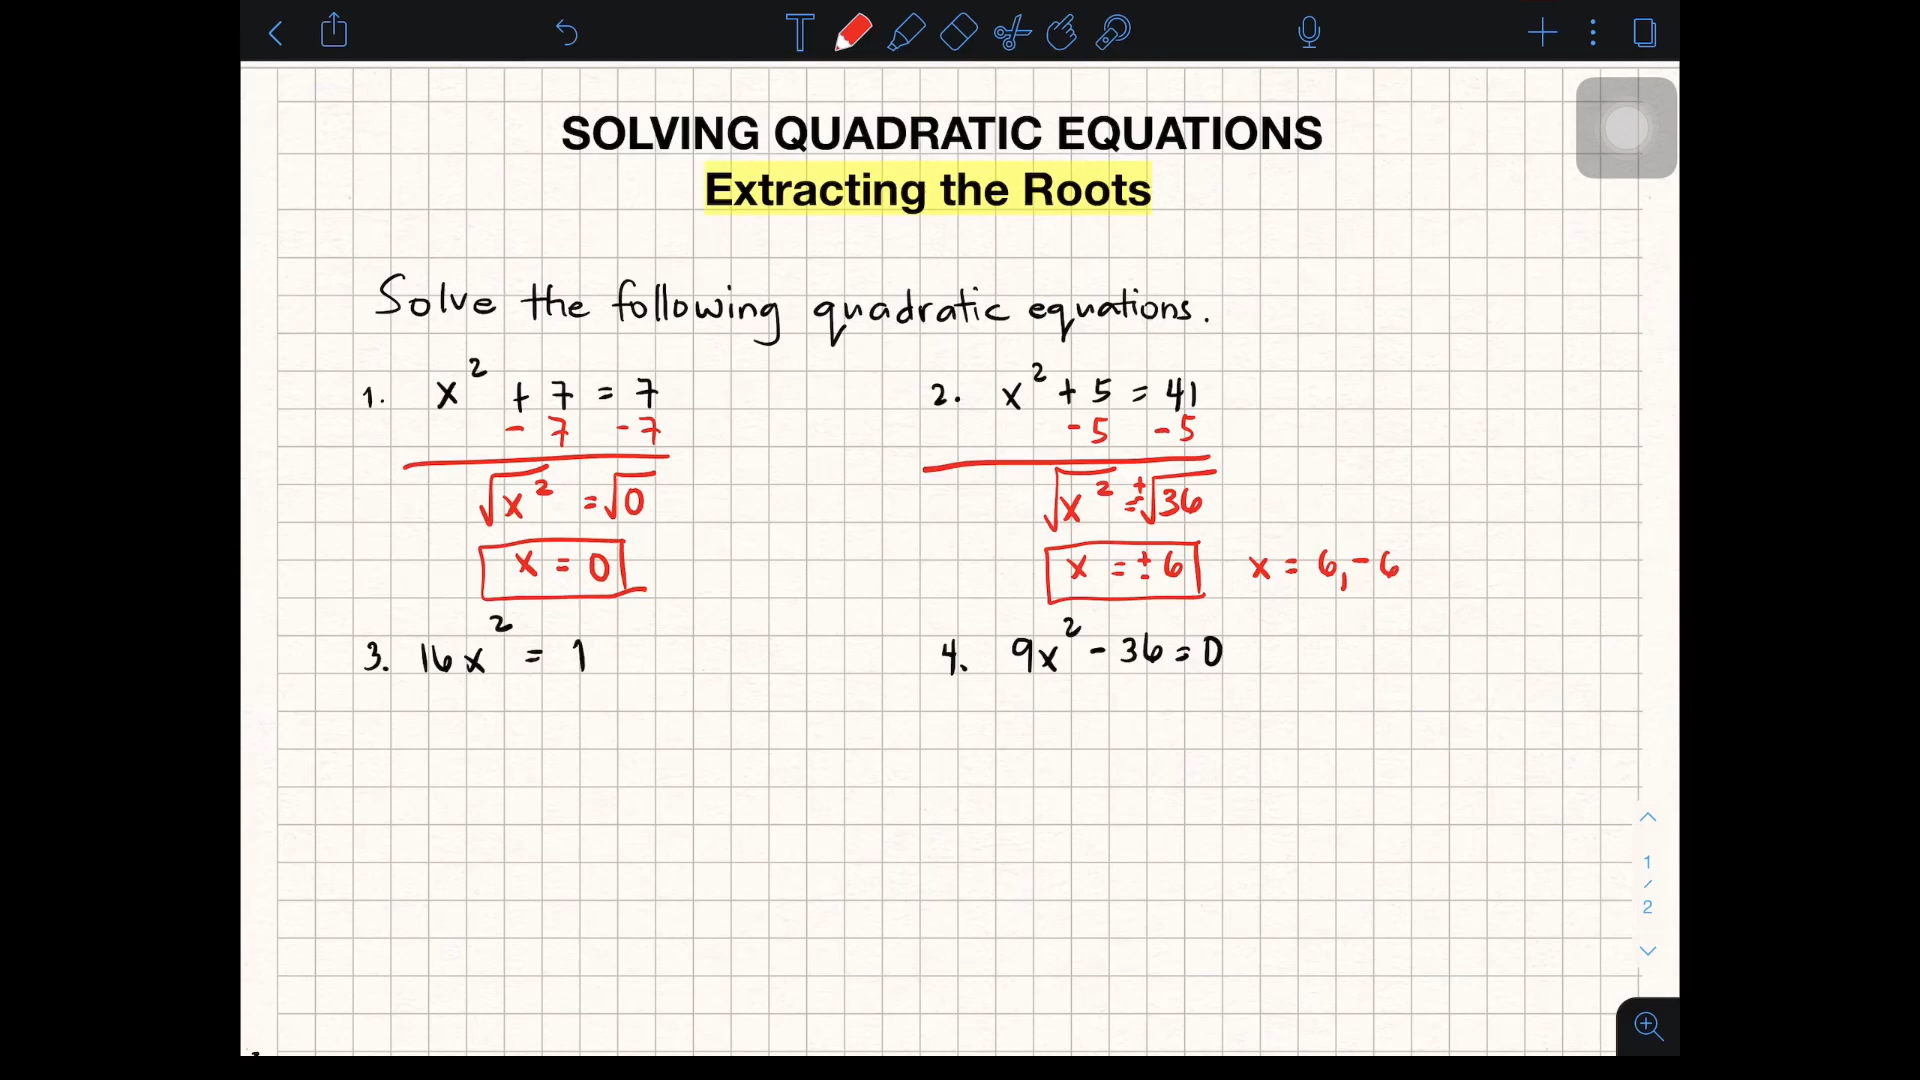 SOLVING QUADRATIC EQUATIONS
Extracting the Roots
Solve the following quadratic equations.
1. x² + 7 = 7
- 7 - 7
√x² = √0
x = 0
2. x² + 5 = 41
- 5 - 5
√x² = ±√36
x = ±6 x = 6, -6
3. 16x² = 1
4. 9x² - 36 = 0
1
/
2